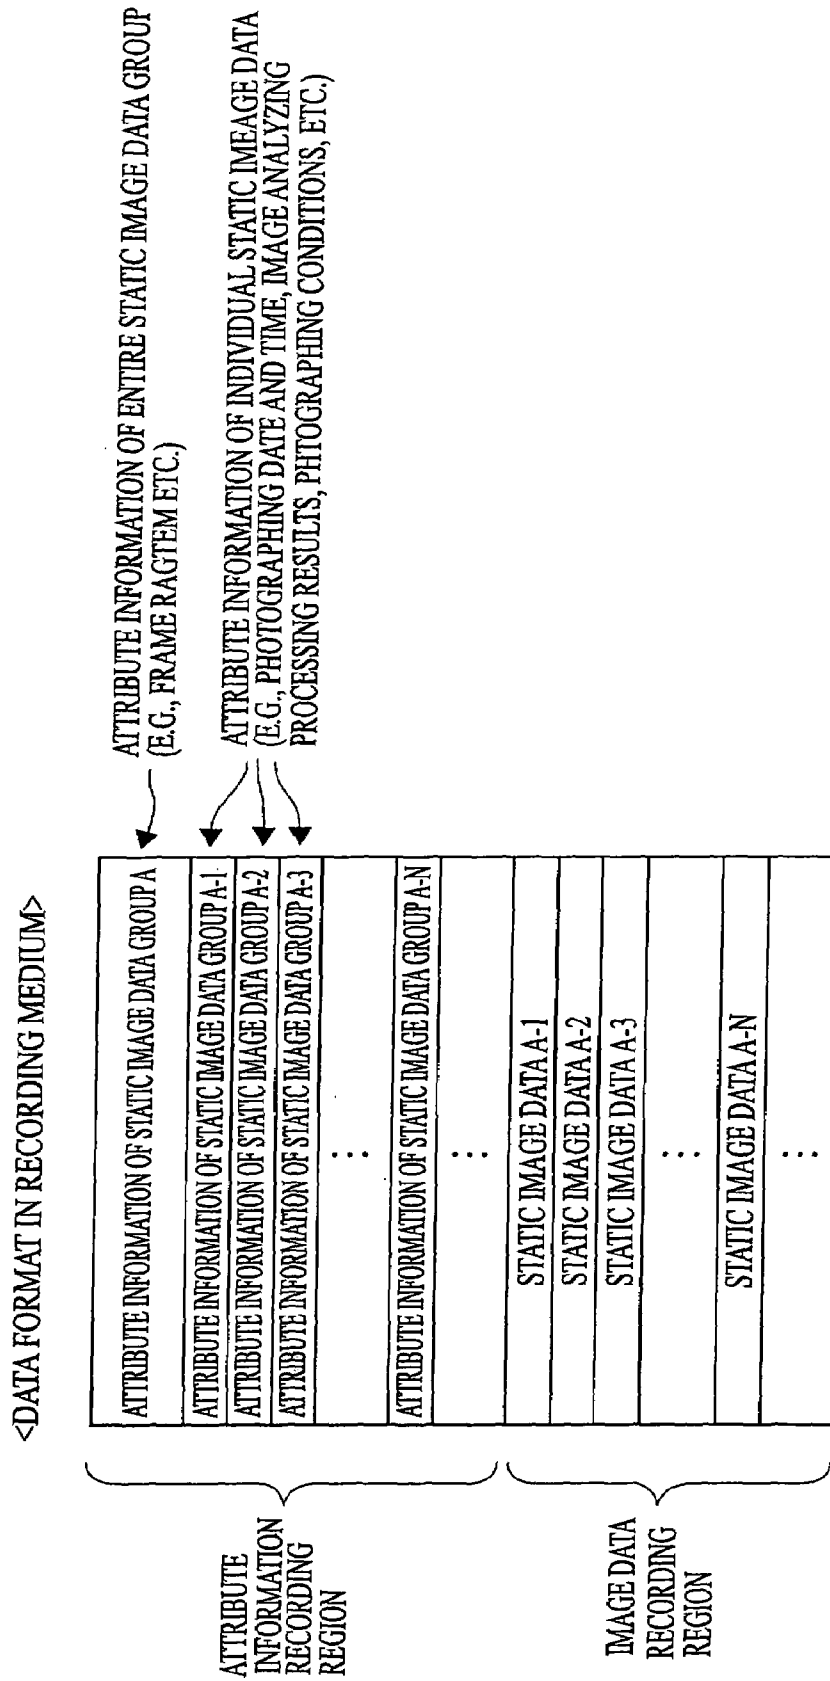 <DATA FORMAT IN RECORDING MEDIUM>
ATTRIBUTE
INFORMATION
RECORDING
REGION
ATTRIBUTE INFORMATION OF STATIC IMAGE DATA GROUP A
ATTRIBUTE INFORMATION OF STATIC IMAGE DATA GROUP A-1
ATTRIBUTE INFORMATION OF STATIC IMAGE DATA GROUP A-2
ATTRIBUTE INFORMATION OF STATIC IMAGE DATA GROUP A-3
...
ATTRIBUTE INFORMATION OF STATIC IMAGE DATA GROUP A-N
...
ATTRIBUTE INFORMATION OF ENTIRE STATIC IMAGE DATA GROUP
(E.G., FRAME RAGTEM ETC.)
ATTRIBUTE INFORMATION OF INDIVIDUAL STATIC IMEAGE DATA
(E.G., PHOTOGRAPHING DATE AND TIME, IMAGE ANALYZING
PROCESSING RESULTS, PHTOGRAPHING CONDITIONS, ETC.)
IMAGE DATA
RECORDING
REGION
STATIC IMAGE DATA A-1
STATIC IMAGE DATA A-2
STATIC IMAGE DATA A-3
...
STATIC IMAGE DATA A-N
...